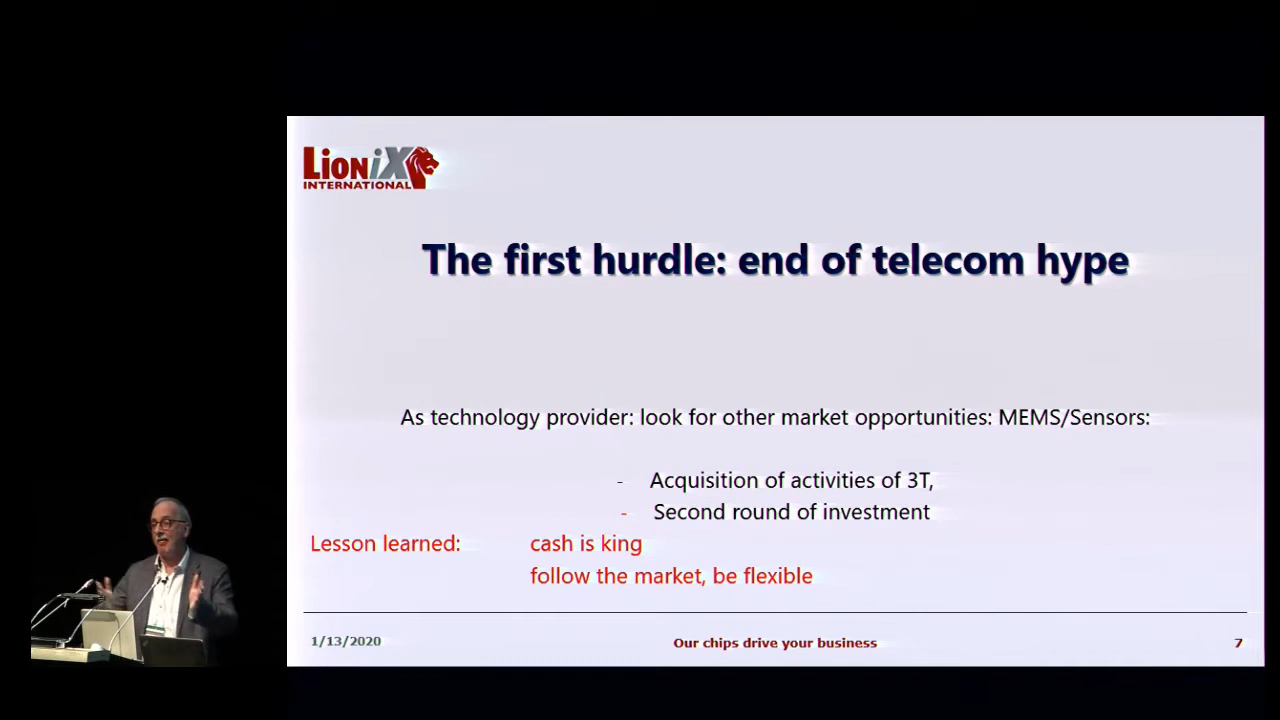 LioniX
INTERNATIONAL
The first hurdle: end of telecom hype
As technology provider: look for other market opportunities: MEMS/Sensors:
- Acquisition of activities of 3T,
- Second round of investment
Lesson learned: cash is king
follow the market, be flexible
1/13/2020 Our chips drive your business 7